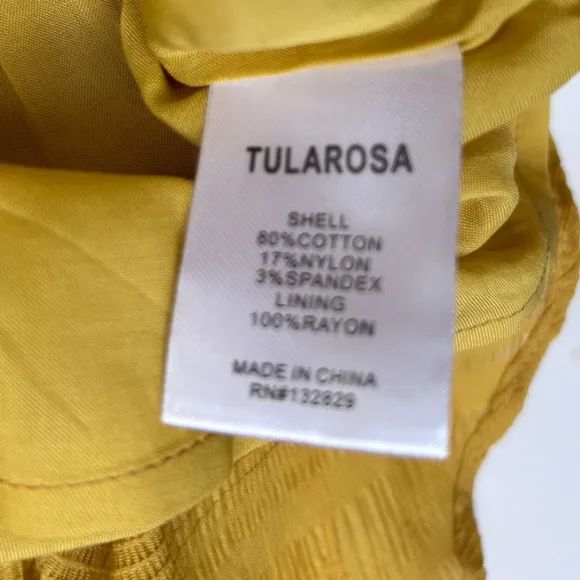 TULAROSA
SHELL
80%COTTON
17%NYLON
3%SPANDEX
LINING
100%RAYON
MADE IN CHINA
RN#132829